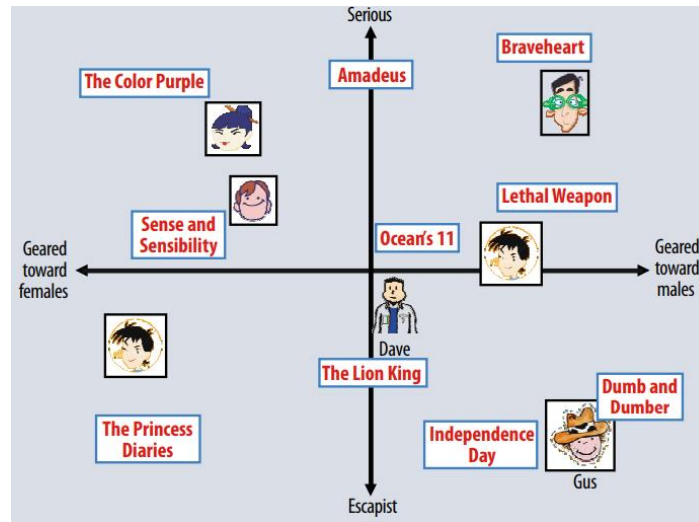 Serious
Braveheart
The Color Purple
Amadeus
Lethal Weapon
Sense and
Sensibility
Ocean's 11
Geared
toward
females
Geared
toward
males
Dave
The Lion King
Dumb and
Dumber
The Princess
Diaries
Independence
Day
Gus
Escapist